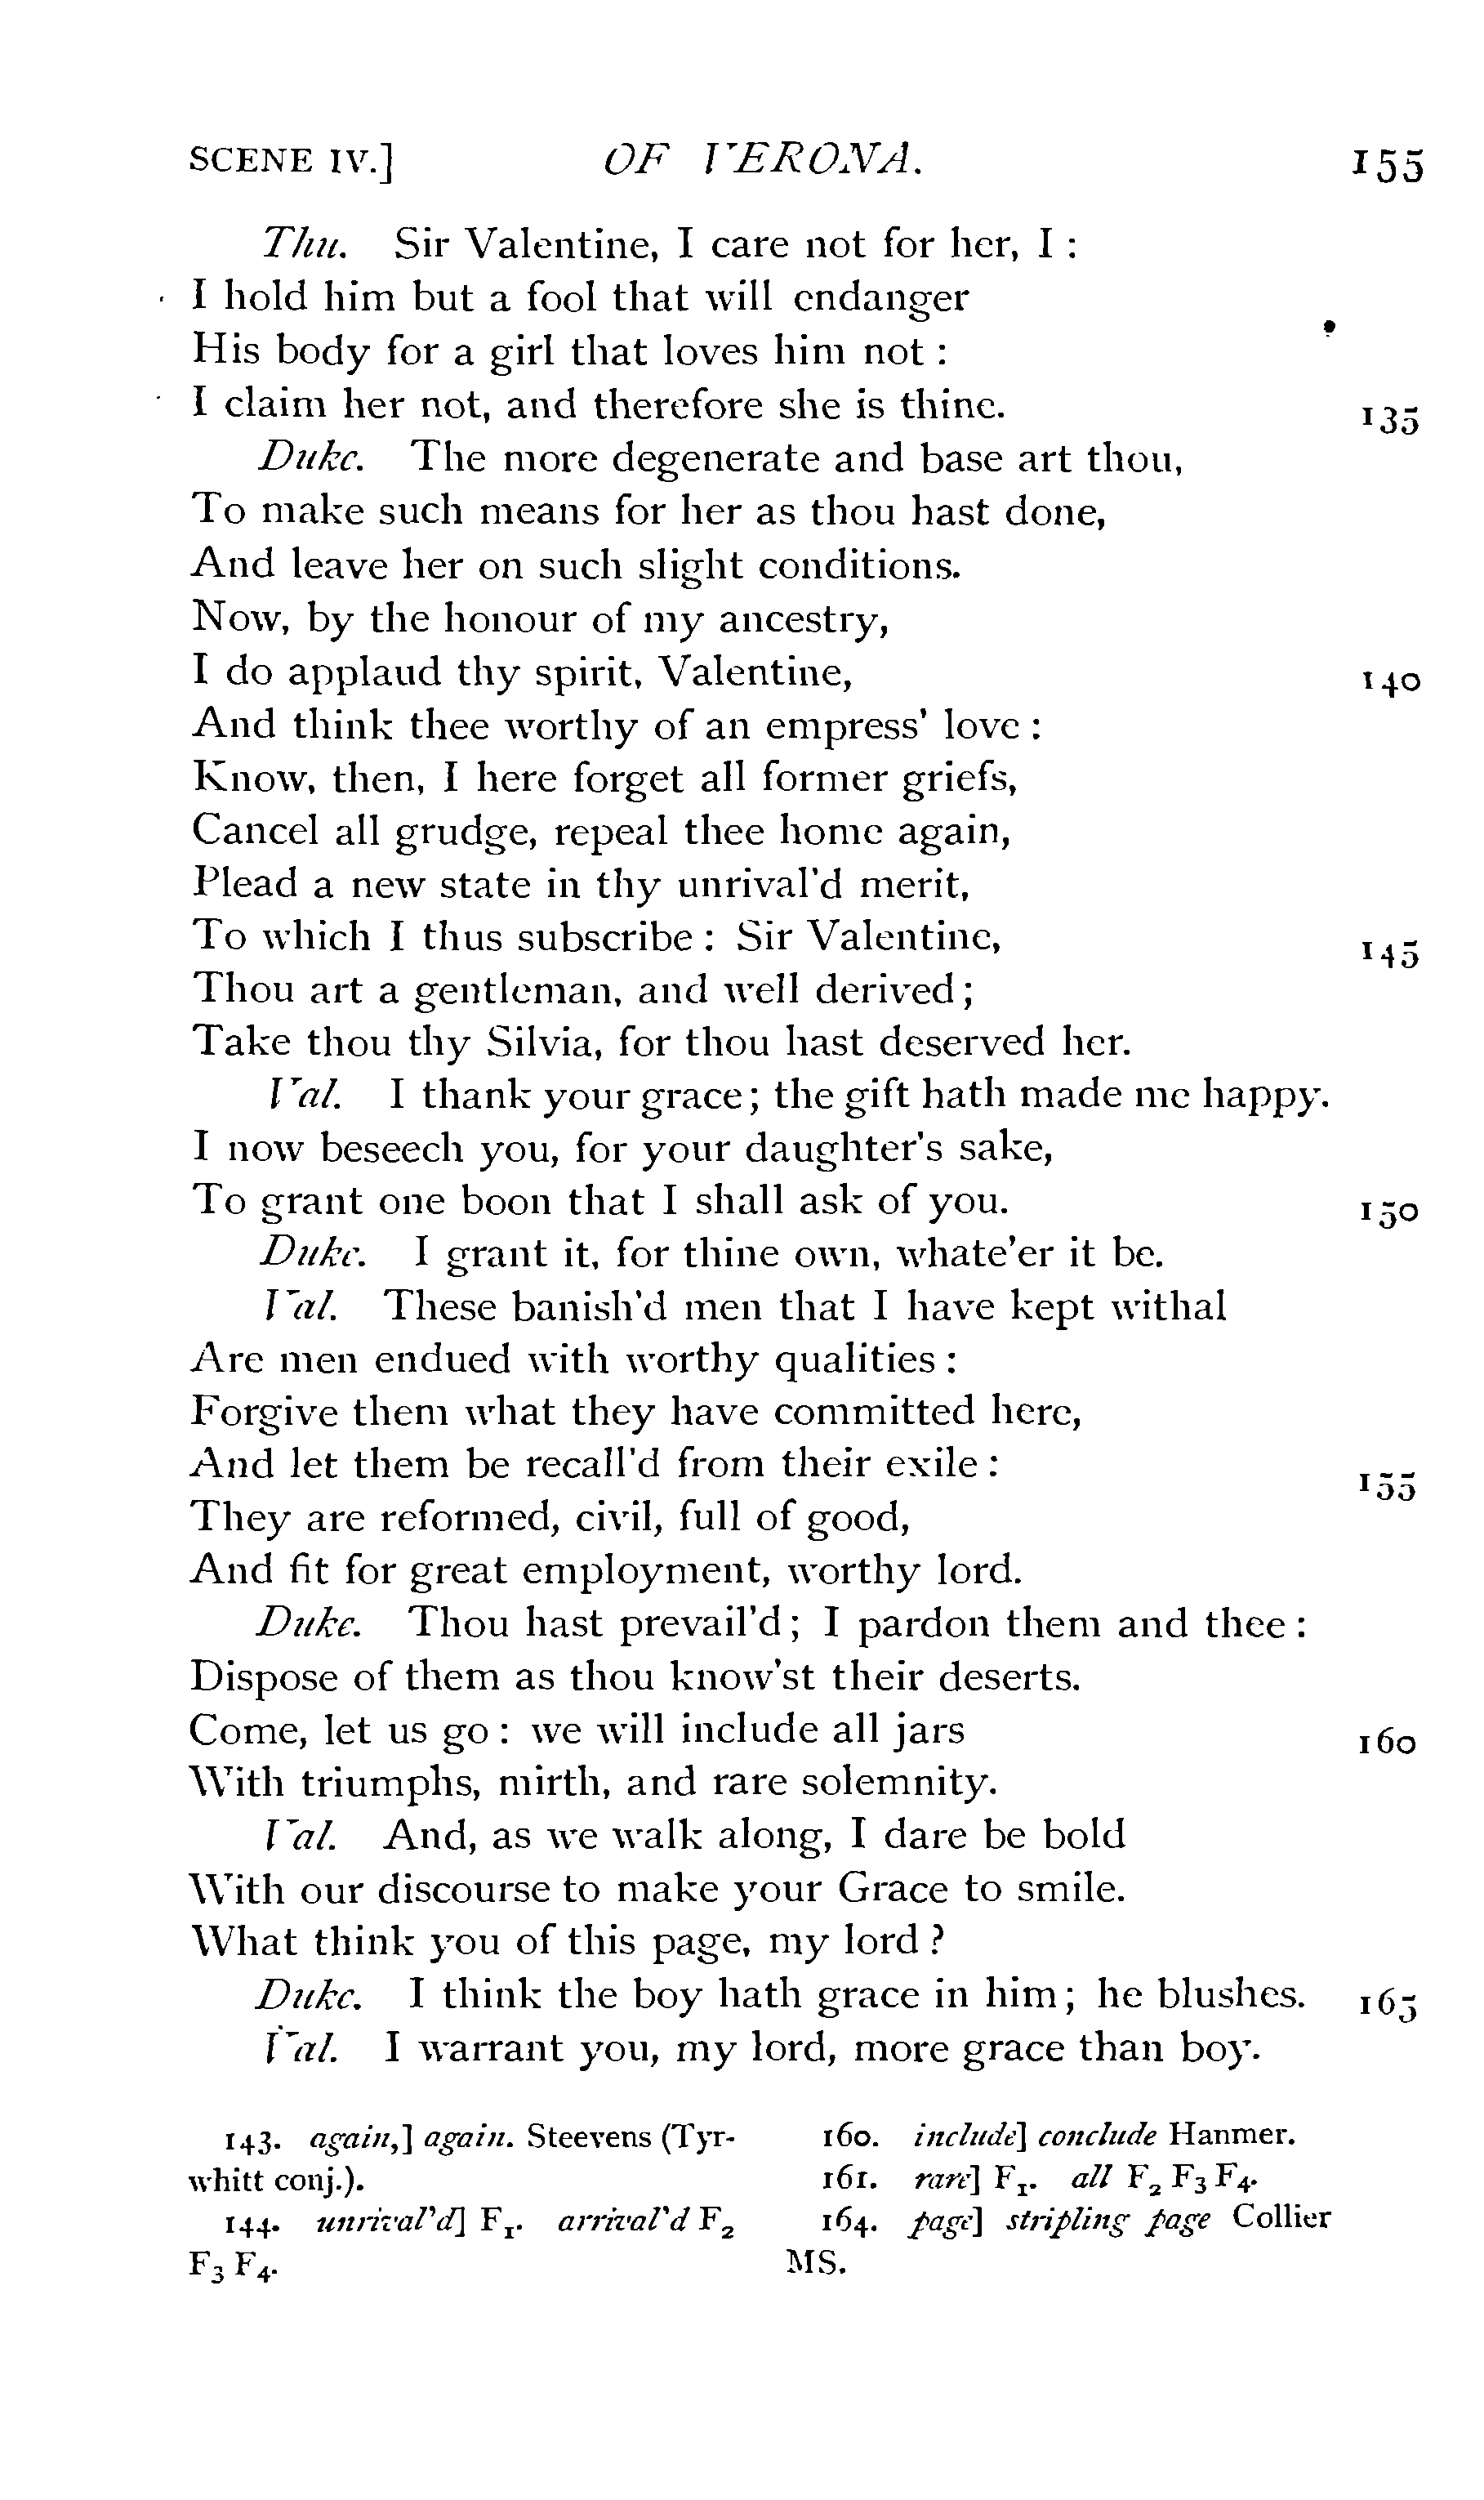 SCENE IV.] OF VERONA. 155
Thu. Sir Valentine, I care not for her, I :
I hold him but a fool that will endanger
His body for a girl that loves him not :
I claim her not, and therefore she is thine. 135
Duke. The more degenerate and base art thou,
To make such means for her as thou hast done,
And leave her on such slight conditions.
Now, by the honour of my ancestry,
I do applaud thy spirit, Valentine, 140
And think thee worthy of an empress' love :
Know, then, I here forget all former griefs,
Cancel all grudge, repeal thee home again,
Plead a new state in thy unrival'd merit,
To which I thus subscribe : Sir Valentine, 145
Thou art a gentleman, and well derived ;
Take thou thy Silvia, for thou hast deserved her.
Val. I thank your grace ; the gift hath made me happy.
I now beseech you, for your daughter's sake,
To grant one boon that I shall ask of you. 150
Duke. I grant it, for thine own, whate'er it be.
Val. These banish'd men that I have kept withal
Are men endued with worthy qualities :
Forgive them what they have committed here,
And let them be recall'd from their exile : 155
They are reformed, civil, full of good,
And fit for great employment, worthy lord.
Duke. Thou hast prevail'd ; I pardon them and thee :
Dispose of them as thou know'st their deserts.
Come, let us go : we will include all jars 160
With triumphs, mirth, and rare solemnity.
Val. And, as we walk along, I dare be bold
With our discourse to make your Grace to smile.
What think you of this page, my lord ?
Duke. I think the boy hath grace in him ; he blushes. 165
Val. I warrant you, my lord, more grace than boy.
143. again,] again. Steevens (Tyr-
whitt conj.).
144. unrival'd] F1. arrival'd F2
F3 F4.
160. include] conclude Hanmer.
161. rare] F1. all F2 F3 F4.
164. page] stripling page Collier
MS.